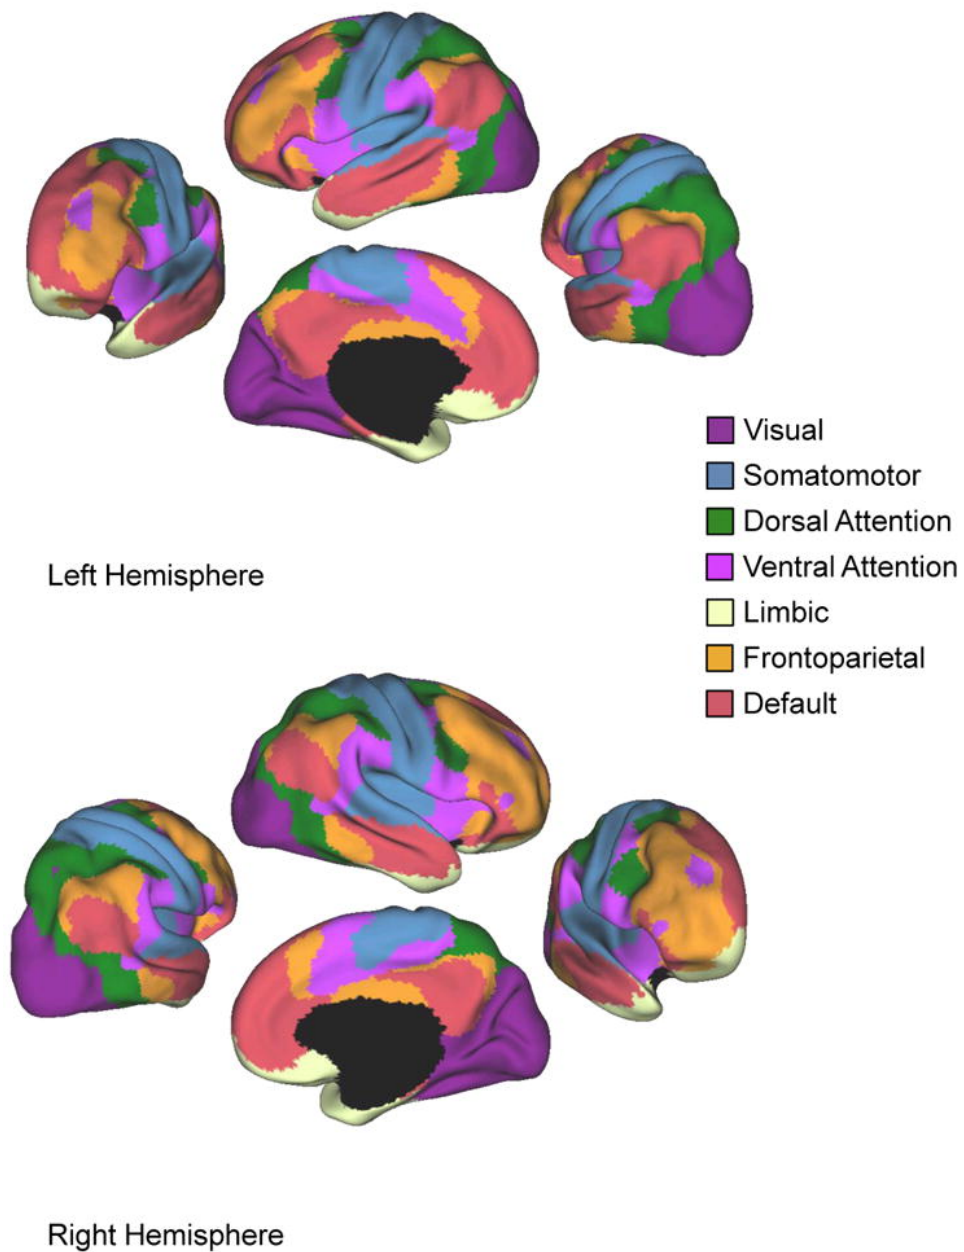 Visual
Somatomotor
Dorsal Attention
Ventral Attention
Limbic
Frontoparietal
Default
Left Hemisphere
Right Hemisphere